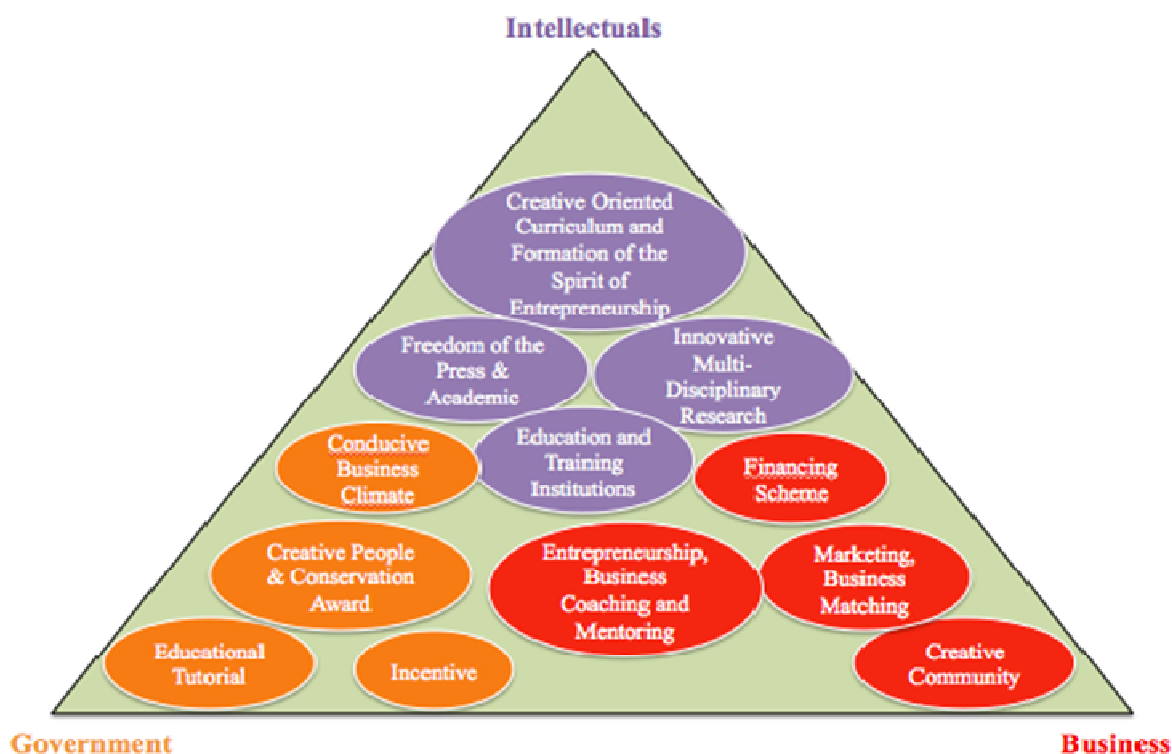 Intellectuals
Creative Oriented
Curriculum and
Formation of the
Spirit of
Entrepreneurship
Freedom of the
Press &
Academic
Innovative
Multi-
Disciplinary
Research
Conducive
Business
Climate
Education and
Training
Institutions
Financing
Scheme
Creative People
& Conservation
Award
Entrepreneurship,
Business
Coaching and
Mentoring
Marketing,
Business
Matching
Educational
Tutorial
Incentive
Creative
Community
Government
Business